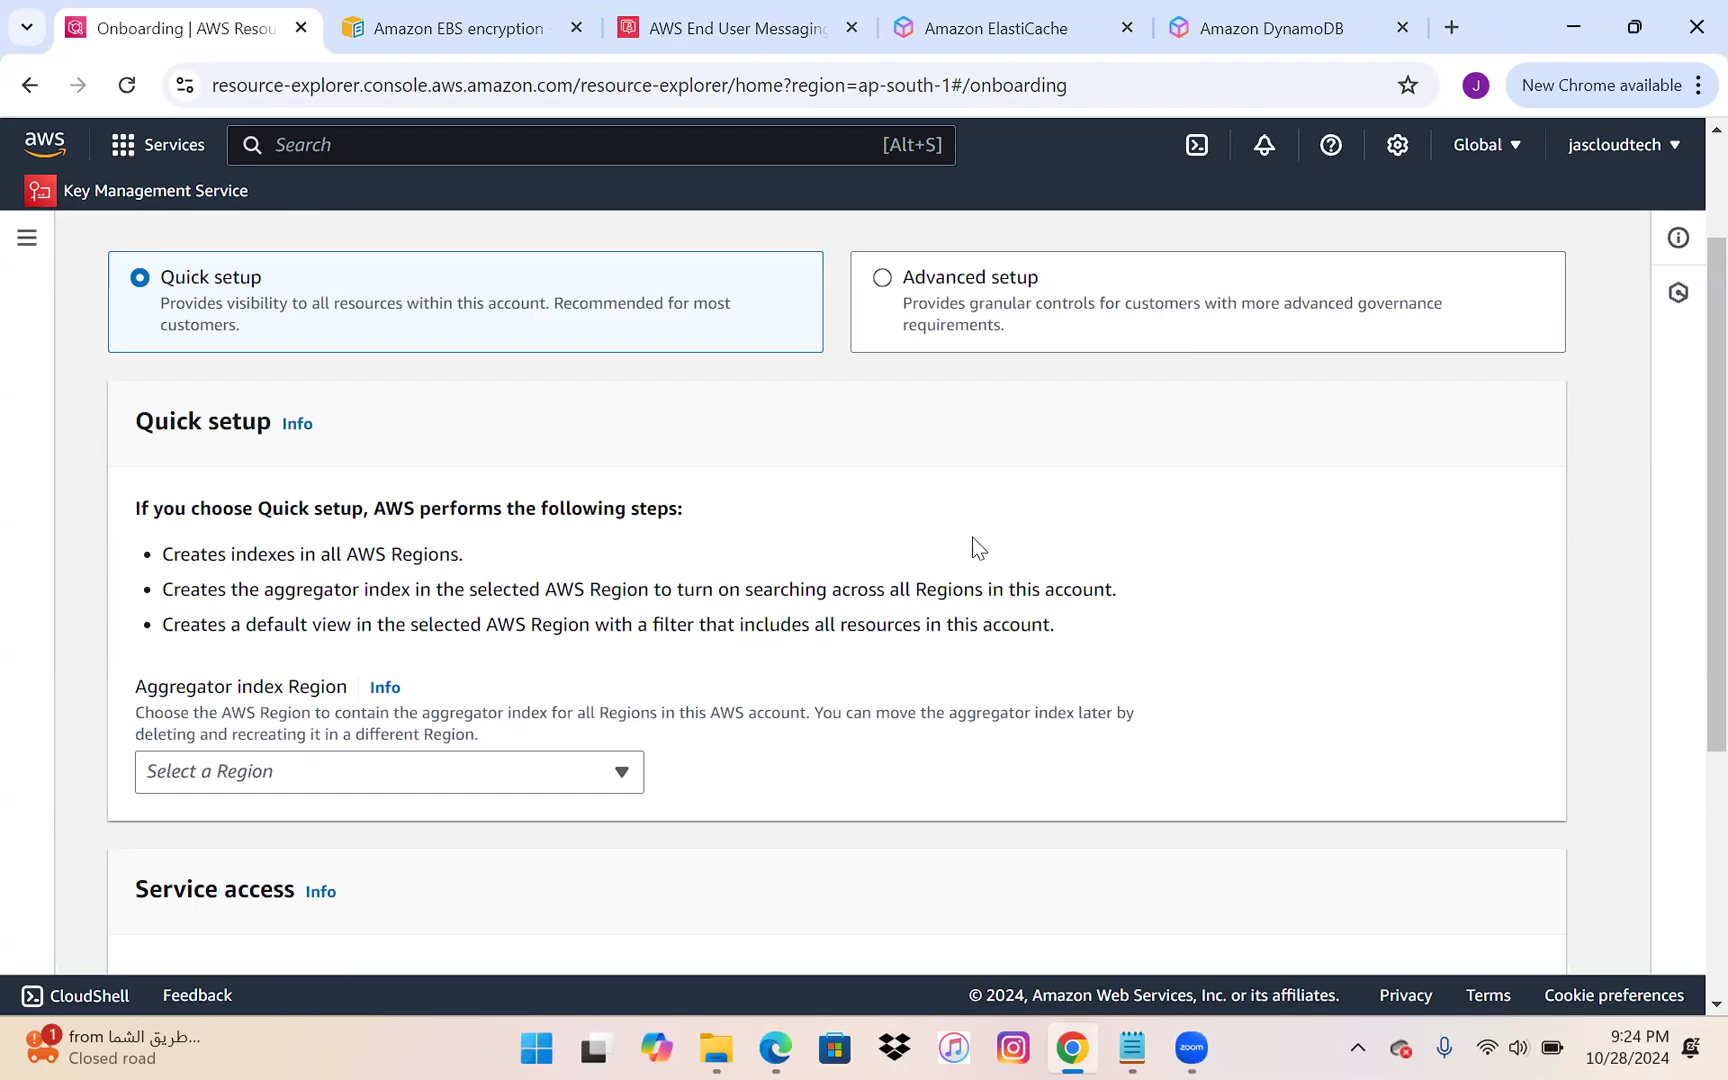 Onboarding | AWS Resou
Amazon EBS encryption -
AWS End User Messaging
Amazon ElastiCache
Amazon DynamoDB
resource-explorer.console.aws.amazon.com/resource-explorer/home?region=ap-south-1#/onboarding
J
New Chrome available
aws
Services
Search
[Alt+S]
Global
jascloudtech
Key Management Service
Quick setup
Provides visibility to all resources within this account. Recommended for most
customers.
Advanced setup
Provides granular controls for customers with more advanced governance
requirements.
Quick setup Info
If you choose Quick setup, AWS performs the following steps:
• Creates indexes in all AWS Regions.
• Creates the aggregator index in the selected AWS Region to turn on searching across all Regions in this account.
• Creates a default view in the selected AWS Region with a filter that includes all resources in this account.
Aggregator index Region Info
Choose the AWS Region to contain the aggregator index for all Regions in this AWS account. You can move the aggregator index later by
deleting and recreating it in a different Region.
Select a Region
Service access Info
CloudShell
Feedback
© 2024, Amazon Web Services, Inc. or its affiliates.
Privacy
Terms
Cookie preferences
1
from طريق الشما...
Closed road
zoom
9:24 PM
10/28/2024